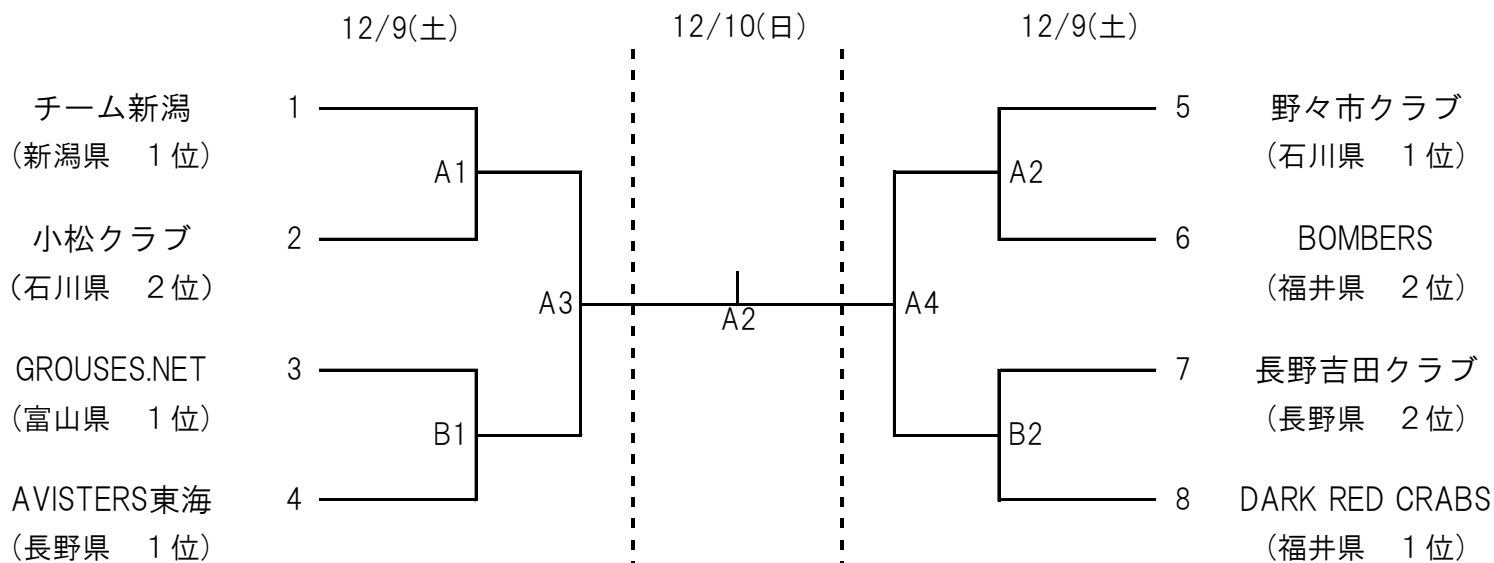 12/9(土)
12/10(日)
12/9(土)
チーム新潟
1
(新潟県　１位)
A1
小松クラブ
2
(石川県　２位)
A3
GROUSES.NET
3
(富山県　１位)
B1
AVISTERS東海
4
(長野県　１位)
A2
5
野々市クラブ
(石川県　１位)
A2
6
BOMBERS
(福井県　２位)
A4
7
長野吉田クラブ
(長野県　２位)
B2
8
DARK RED CRABS
(福井県　１位)